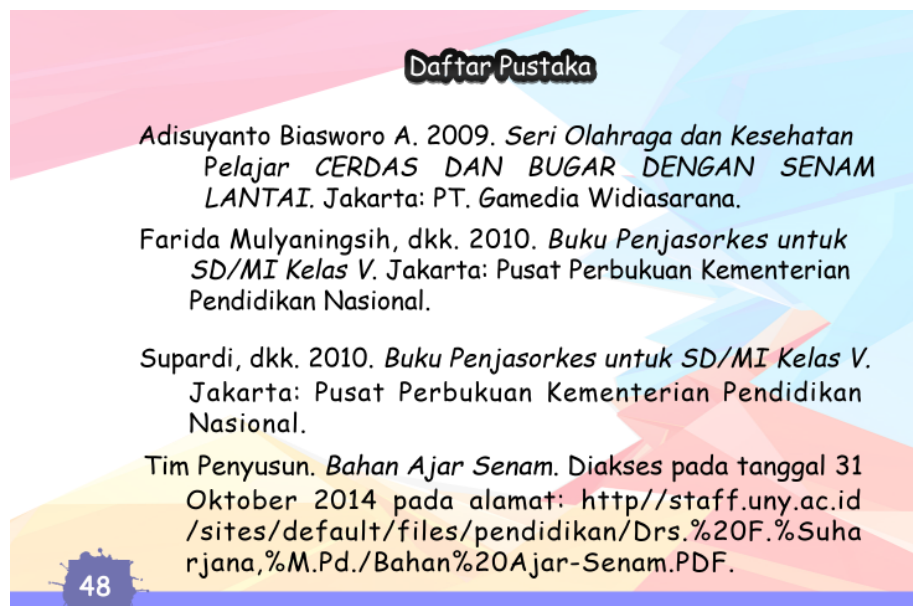 Daftar Pustaka
Adisuyanto Biasworo A. 2009. Seri Olahraga dan Kesehatan
Pelajar CERDAS DAN BUGAR DENGAN SENAM
LANTAI. Jakarta: PT. Gamedia Widiasarana.
Farida Mulyaningsih, dkk. 2010. Buku Penjasorkes untuk
SD/MI Kelas V. Jakarta: Pusat Perbukuan Kementerian
Pendidikan Nasional.
Supardi, dkk. 2010. Buku Penjasorkes untuk SD/MI Kelas V.
Jakarta: Pusat Perbukuan Kementerian Pendidikan
Nasional.
Tim Penyusun. Bahan Ajar Senam. Diakses pada tanggal 31
Oktober 2014 pada alamat: http//staff.uny.ac.id
/sites/default/files/pendidikan/Drs.%20F.%Suha
rjana,%M.Pd./Bahan%20Ajar-Senam.PDF.
48